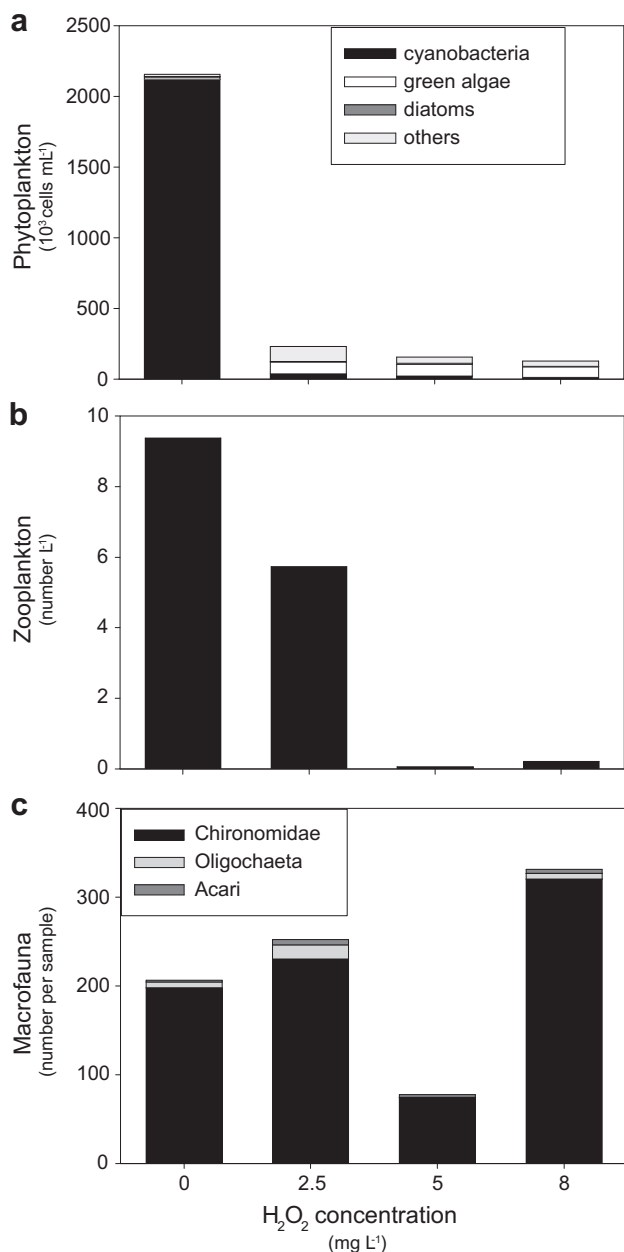 a
2500
2000
1500
1000
500
0
Phytoplankton
(10³ cells mL⁻¹)
cyanobacteria
green algae
diatoms
others
b
10
8
6
4
2
0
Zooplankton
(number L⁻¹)
c
400
300
200
100
0
Macrofauna
(number per sample)
Chironomidae
Oligochaeta
Acari
0 2.5 5 8
H₂O₂ concentration
(mg L⁻¹)